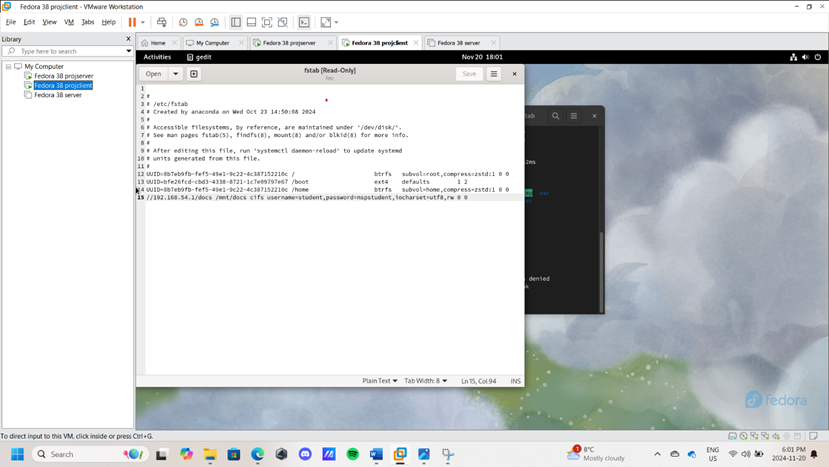 Fedora 38 projclient - VMware Workstation
File Edit View VM Tabs Help
Library
Type here to search
My Computer
Fedora 38 projserver
Fedora 38 projclient
Fedora 38 server
Home My Computer Fedora 38 projserver Fedora 38 projclient Fedora 38 server
Activities gedit Nov 20 18:01
Open fstab [Read-Only] Save
/etc
1
2 #
3 # /etc/fstab
4 # Created by anaconda on Wed Oct 23 14:50:08 2024
5 #
6 # Accessible filesystems, by reference, are maintained under '/dev/disk/'.
7 # See man pages fstab(5), findfs(8), mount(8) and/or blkid(8) for more info.
8 #
9 # After editing this file, run 'systemctl daemon-reload' to update systemd
10 # units generated from this file.
11 #
12 UUID=8b7eb9fb-fef5-49e1-9c22-4c387152210c / btrfs subvol=root,compress=zstd:1 0 0
13 UUID=bfe26fcd-cbd3-4338-8721-1c7e09797e67 /boot ext4 defaults 1 2
14 UUID=8b7eb9fb-fef5-49e1-9c22-4c387152210c /home btrfs subvol=home,compress=zstd:1 0 0
15 //192.168.54.1/docs /mnt/docs cifs username=student,password=nspstudent,iocharset=utf8,rw 0 0
2ms
var
denied
Plain Text Tab Width: 8 Ln 15, Col 94 INS
fedora
To direct input to this VM, click inside or press Ctrl+G.
Search
1
8°C
Mostly cloudy
ENG
US
6:01 PM
2024-11-20